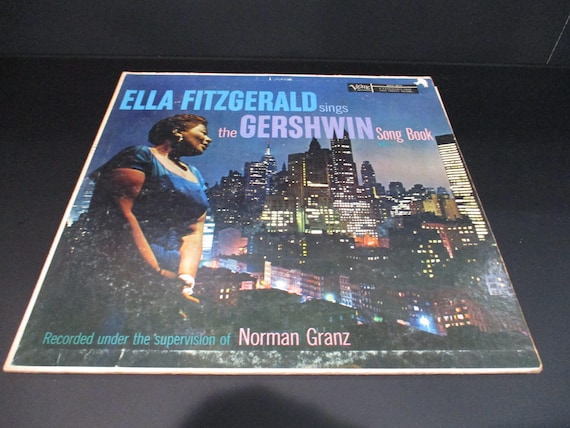 Verve
ELLA FITZGERALD sings
the GERSHWIN Song Book
Recorded under the supervision of Norman Granz